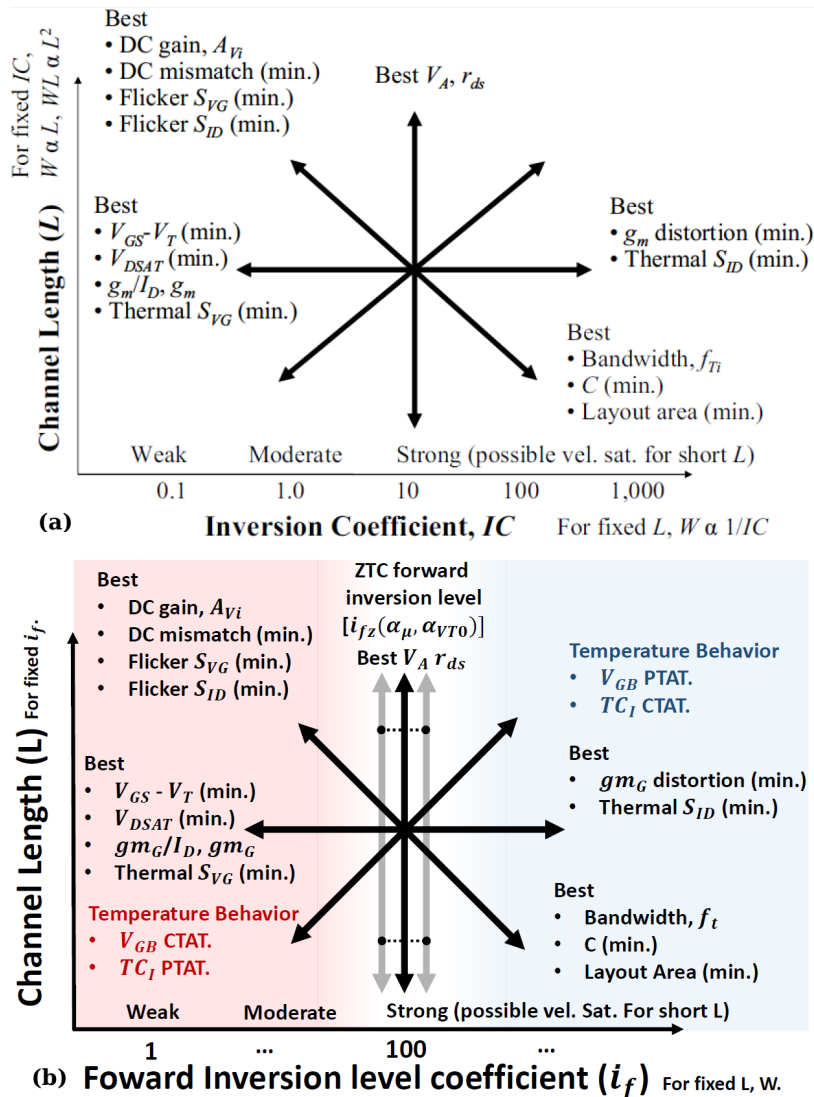 Best
• DC gain, A_Vi
• DC mismatch (min.)
• Flicker S_VG (min.)
• Flicker S_ID (min.)
Best V_A, r_ds
For fixed IC,
W α L, WL α L²
Channel Length (L)
Best
• V_GS-V_T (min.)
• V_DSAT (min.)
• g_m/I_D, g_m
• Thermal S_VG (min.)
Best
• g_m distortion (min.)
• Thermal S_ID (min.)
Best
• Bandwidth, f_Ti
• C (min.)
• Layout area (min.)
Weak Moderate Strong (possible vel. sat. for short L)
0.1 1.0 10 100 1,000
(a) Inversion Coefficient, IC For fixed L, W α 1/IC
Best
• DC gain, A_Vi
• DC mismatch (min.)
• Flicker S_VG (min.)
• Flicker S_ID (min.)
ZTC forward
inversion level
[i_fz(α_μ, α_VT0)]
Best V_A r_ds
Temperature Behavior
• V_GB PTAT.
• TC_I CTAT.
Channel Length (L) For fixed i_f.
Best
• V_GS - V_T (min.)
• V_DSAT (min.)
• gm_G/I_D, gm_G
• Thermal S_VG (min.)
Best
• gm_G distortion (min.)
• Thermal S_ID (min.)
Temperature Behavior
• V_GB CTAT.
• TC_I PTAT.
Best
• Bandwidth, f_t
• C (min.)
• Layout Area (min.)
Weak Moderate Strong (possible vel. Sat. For short L)
1 ... 100 ...
(b) Foward Inversion level coefficient (i_f) For fixed L, W.